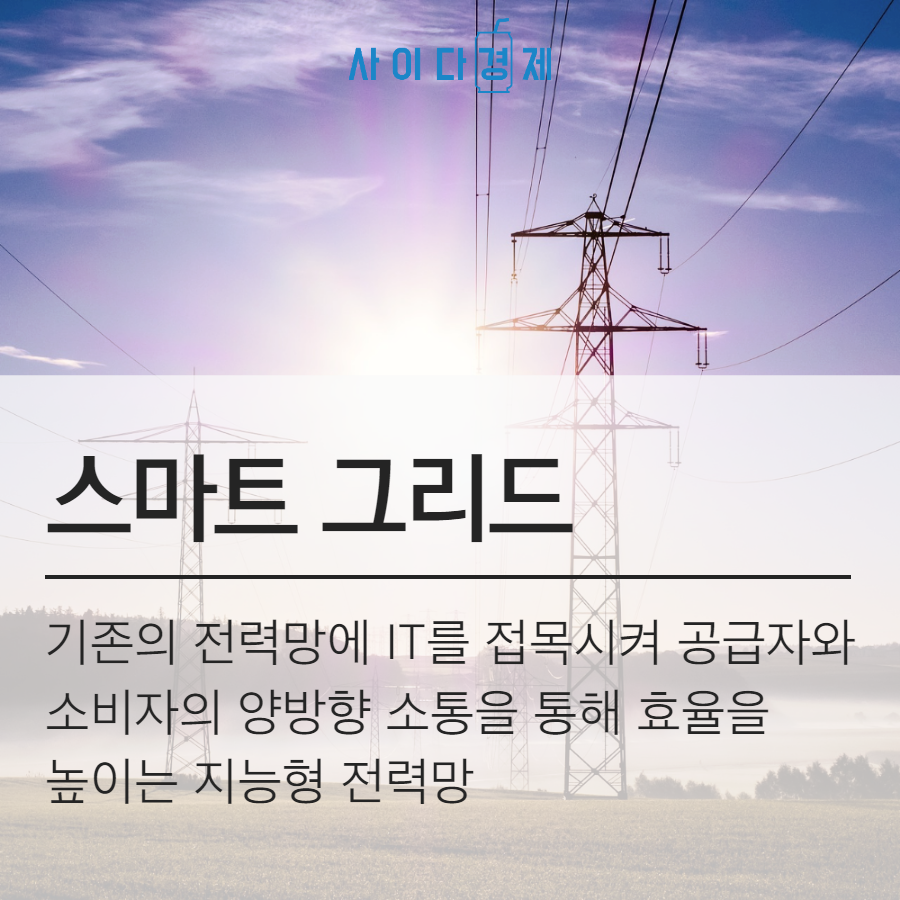 사이다경제
스마트 그리드
기존의 전력망에 IT를 접목시켜 공급자와
소비자의 양방향 소통을 통해 효율을
높이는 지능형 전력망